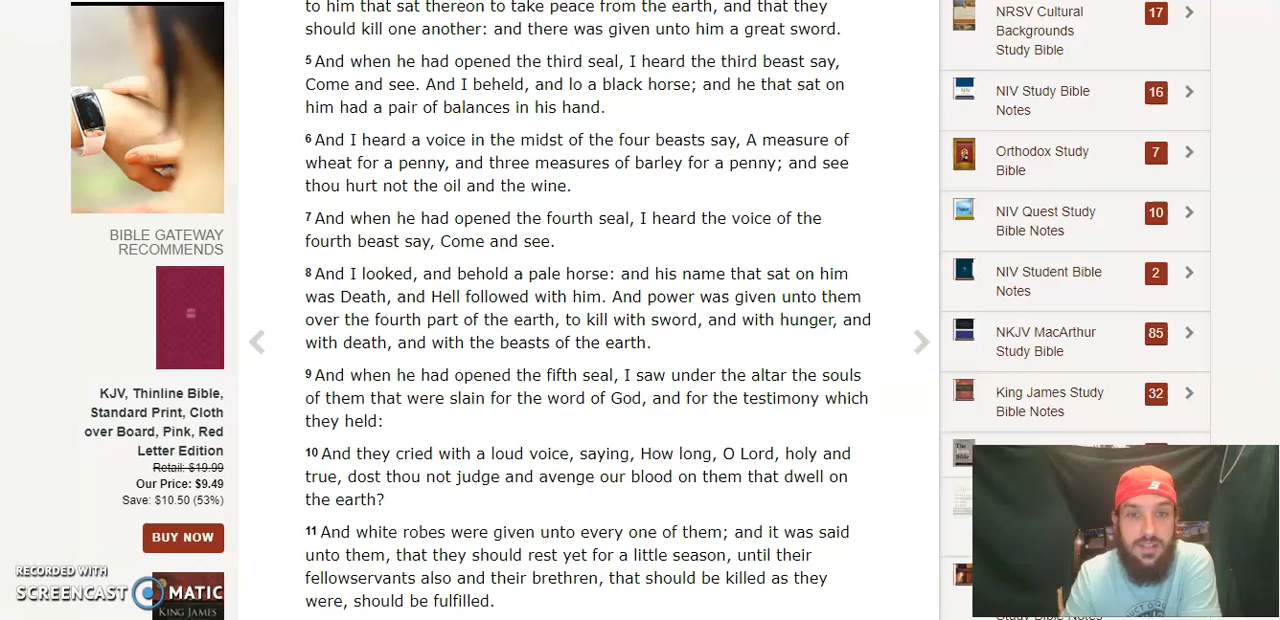 to him that sat thereon to take peace from the earth, and that they
should kill one another: and there was given unto him a great sword.
5 And when he had opened the third seal, I heard the third beast say,
Come and see. And I beheld, and lo a black horse; and he that sat on
him had a pair of balances in his hand.
6 And I heard a voice in the midst of the four beasts say, A measure of
wheat for a penny, and three measures of barley for a penny; and see
thou hurt not the oil and the wine.
7 And when he had opened the fourth seal, I heard the voice of the
fourth beast say, Come and see.
8 And I looked, and behold a pale horse: and his name that sat on him
was Death, and Hell followed with him. And power was given unto them
over the fourth part of the earth, to kill with sword, and with hunger, and
with death, and with the beasts of the earth.
9 And when he had opened the fifth seal, I saw under the altar the souls
of them that were slain for the word of God, and for the testimony which
they held:
10 And they cried with a loud voice, saying, How long, O Lord, holy and
true, dost thou not judge and avenge our blood on them that dwell on
the earth?
11 And white robes were given unto every one of them; and it was said
unto them, that they should rest yet for a little season, until their
fellowservants also and their brethren, that should be killed as they
were, should be fulfilled.
BIBLE GATEWAY
RECOMMENDS
KJV, Thinline Bible,
Standard Print, Cloth
over Board, Pink, Red
Letter Edition
Retail: $19.99
Our Price: $9.49
Save: $10.50 (53%)
BUY NOW
RECORDED WITH
SCREENCAST MATIC
KING JAMES
NRSV Cultural
Backgrounds
Study Bible
17
NIV Study Bible
Notes
16
Orthodox Study
Bible
7
NIV Quest Study
Bible Notes
10
NIV Student Bible
Notes
2
NKJV MacArthur
Study Bible
85
King James Study
Bible Notes
32